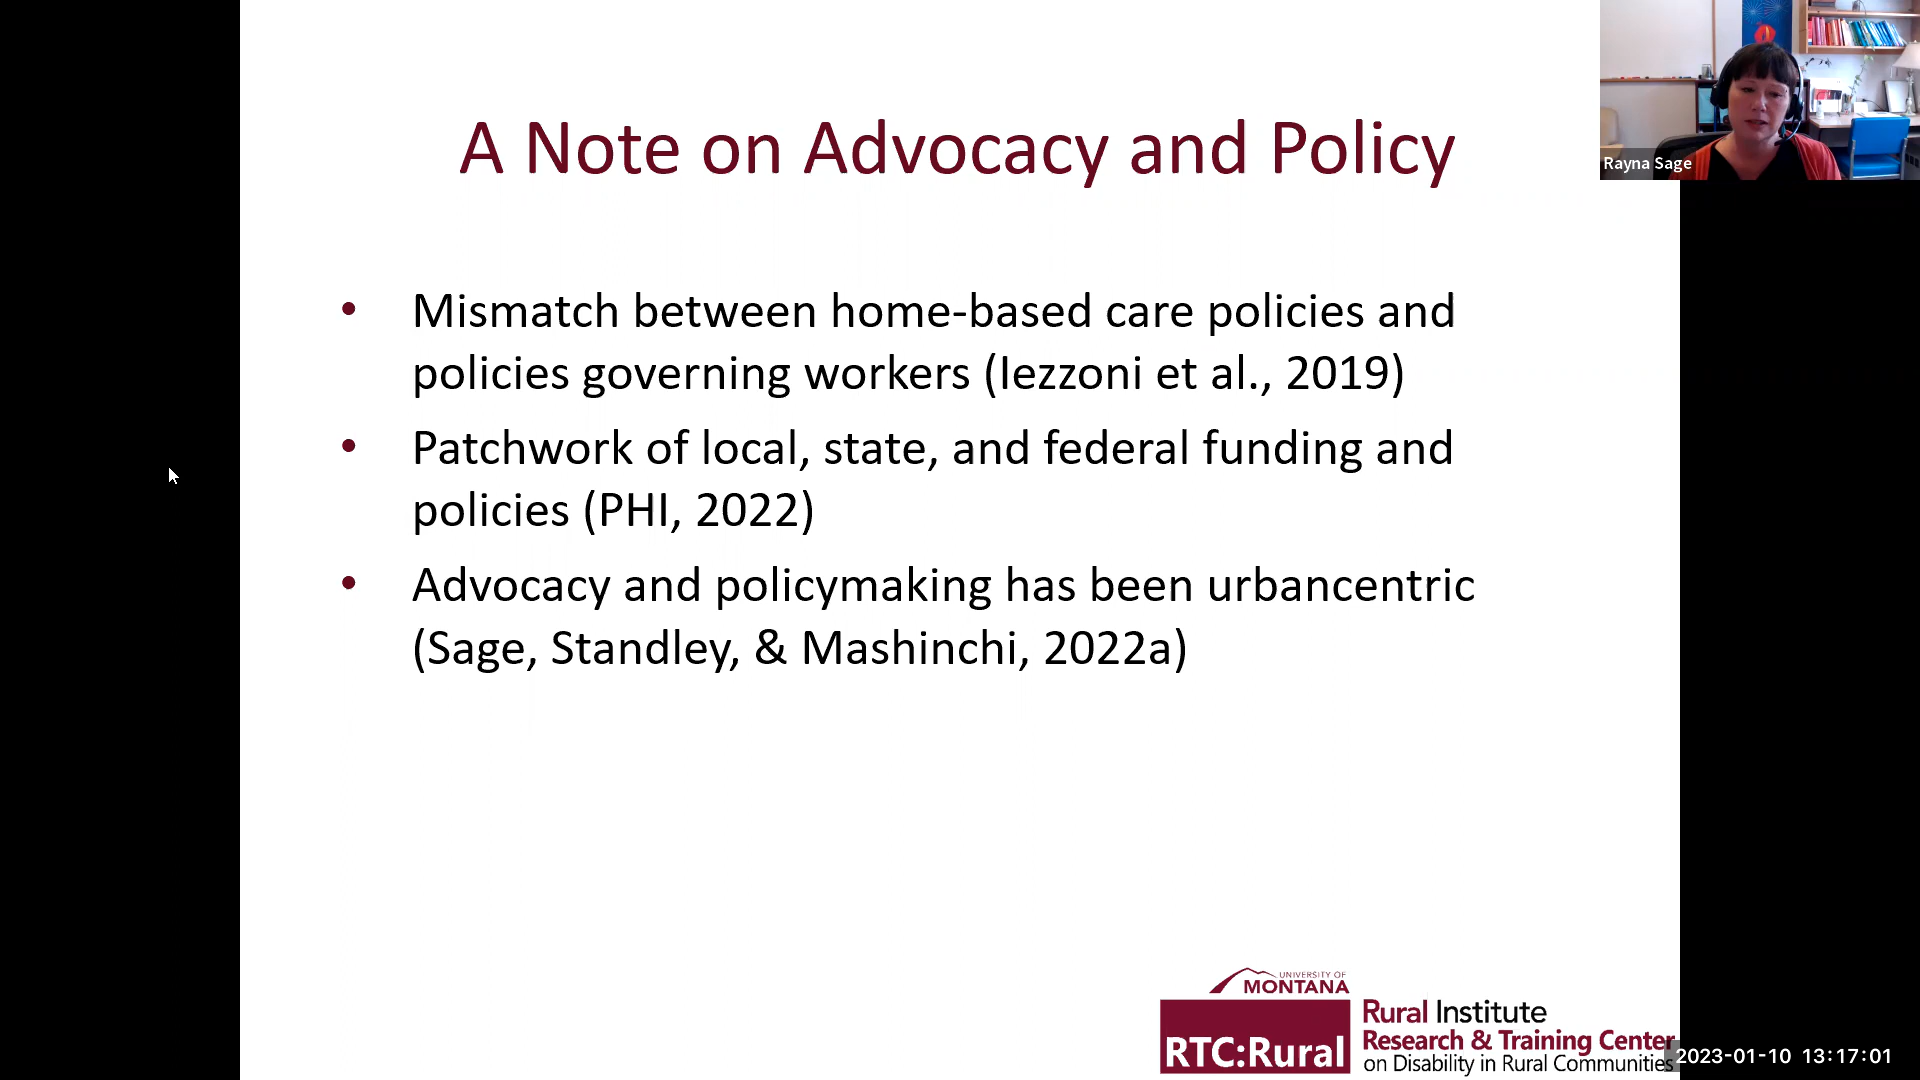 A Note on Advocacy and Policy
Rayna Sage
• Mismatch between home-based care policies and
policies governing workers (Iezzoni et al., 2019)
• Patchwork of local, state, and federal funding and
policies (PHI, 2022)
• Advocacy and policymaking has been urbancentric
(Sage, Standley, & Mashinchi, 2022a)
UNIVERSITY OF
MONTANA
RTC:Rural
Rural Institute
Research & Training Center
on Disability in Rural Communities
2023-01-10 13:17:01